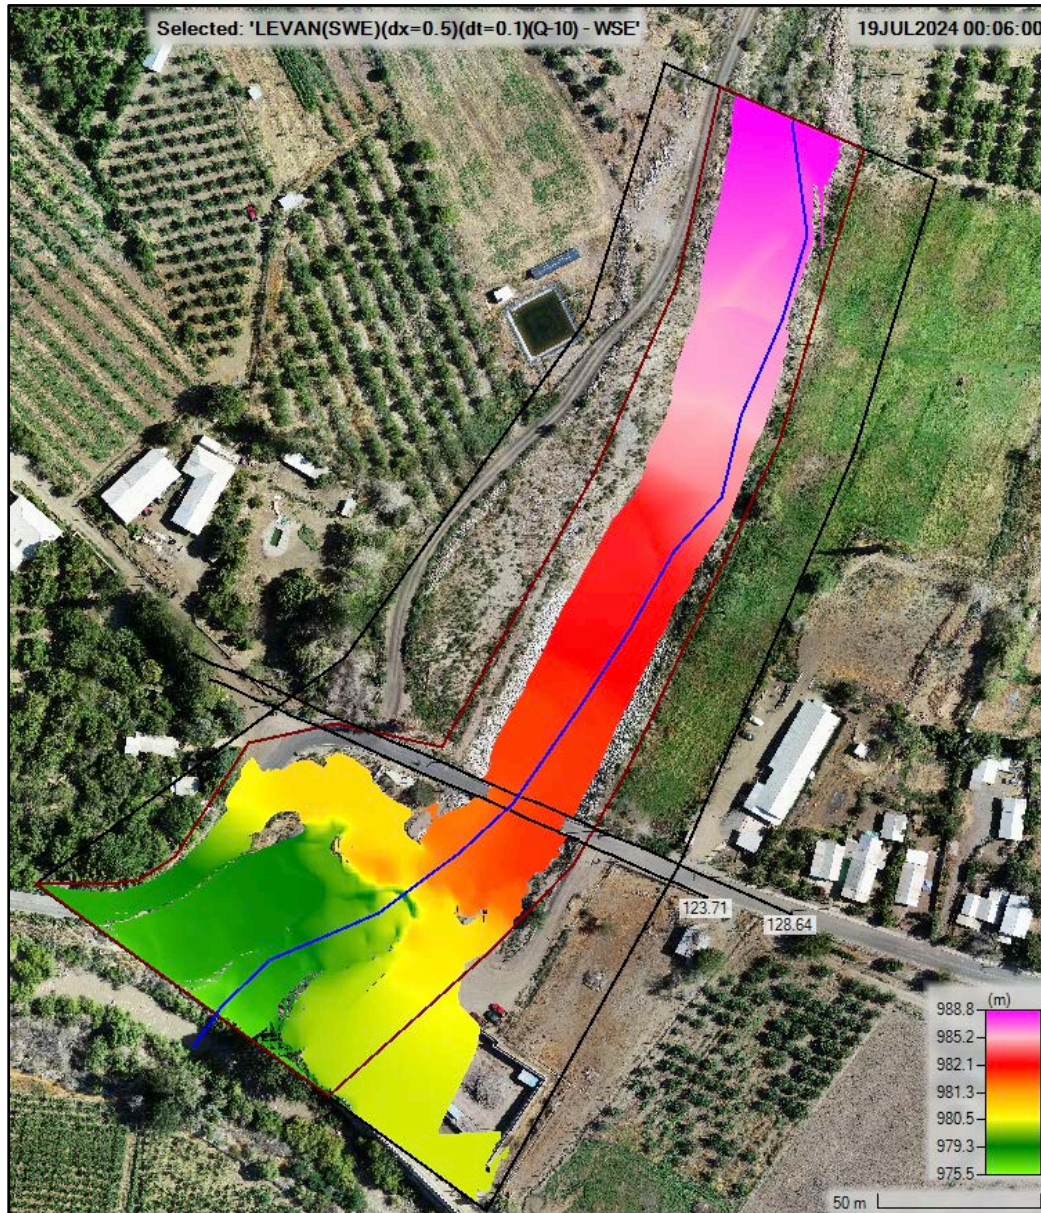 Selected: 'LEVAN(SWE)(dx=0.5)(dt=0.1)(Q-10) - WSE'
19JUL2024 00:06:00
123.71
128.64
(m)
988.8
985.2
982.1
981.3
980.5
979.3
975.5
50 m